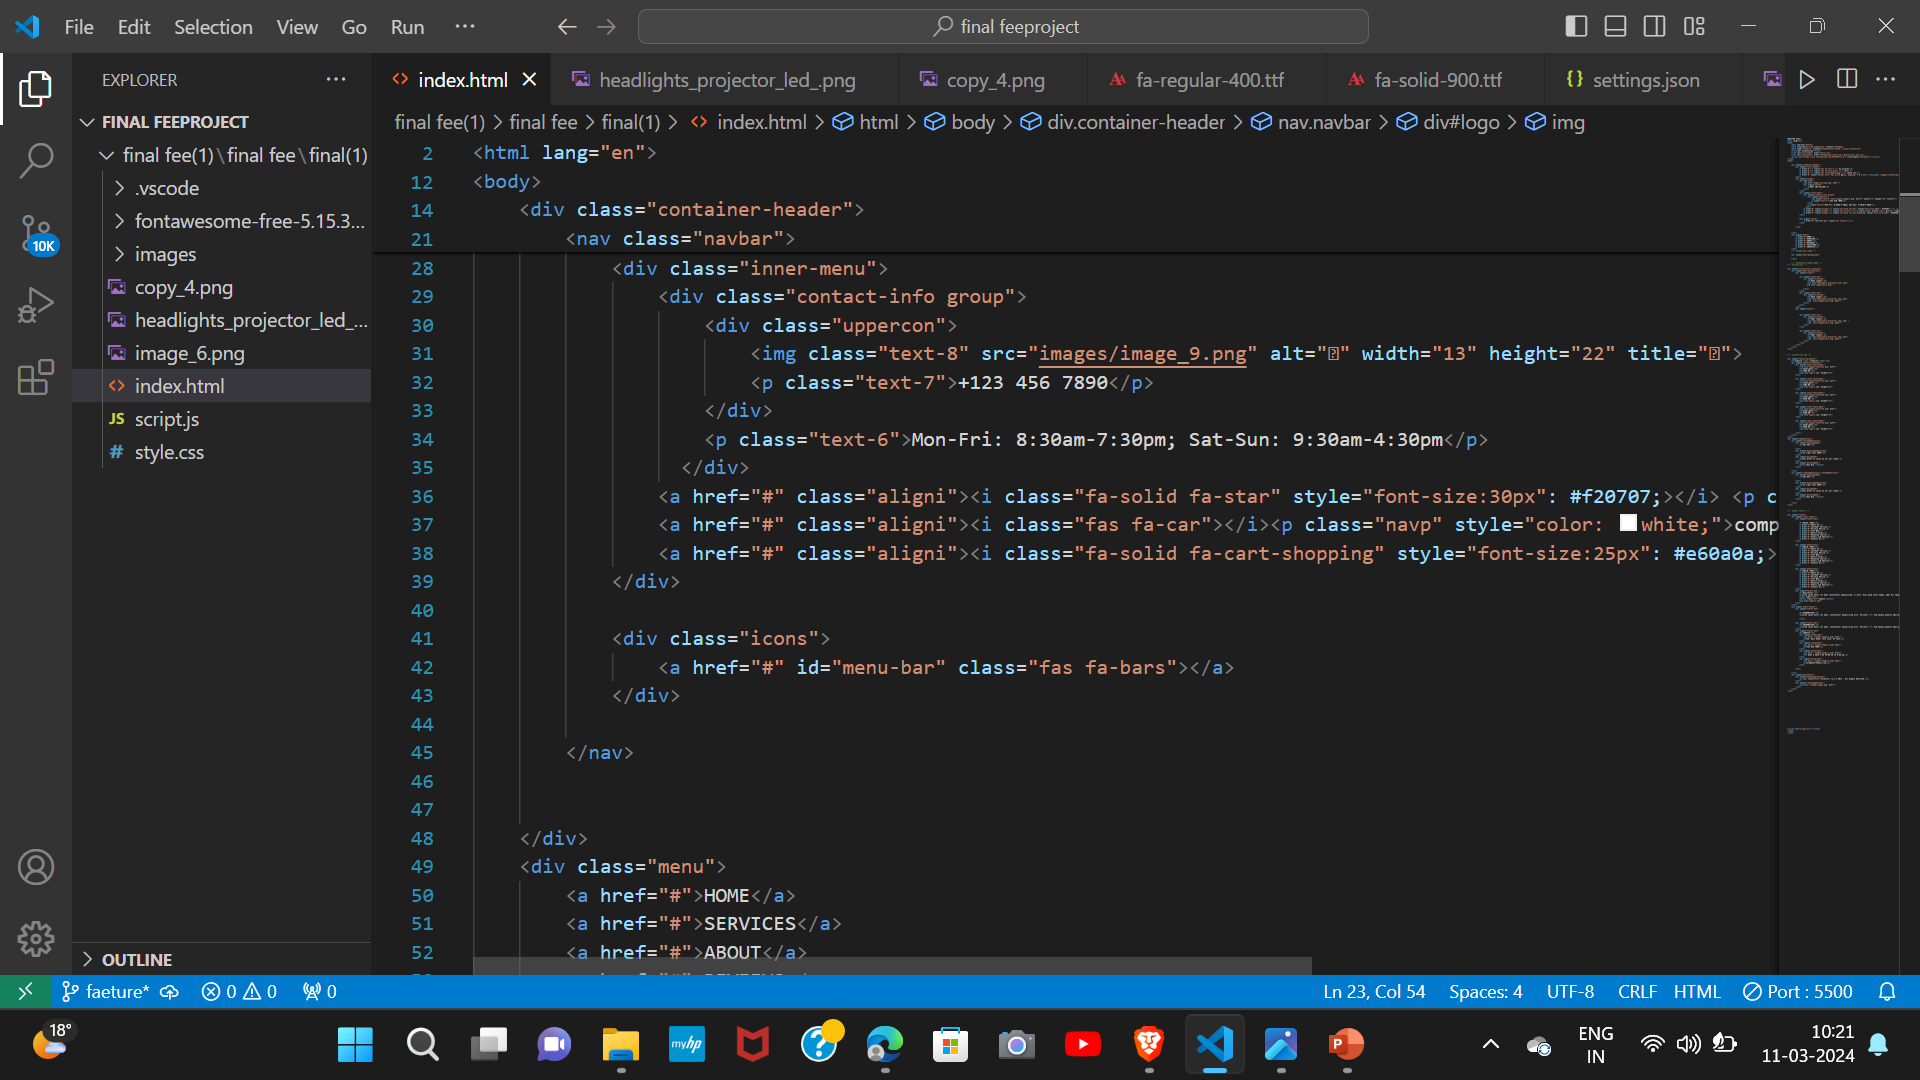 File Edit Selection View Go Run ··· final feeproject
EXPLORER ···
FINAL FEEPROJECT
final fee(1)\final fee\final(1)
.vscode
fontawesome-free-5.15.3...
images
copy_4.png
headlights_projector_led_...
image_6.png
index.html
JS script.js
# style.css
OUTLINE
10K
index.html headlights_projector_led_.png copy_4.png fa-regular-400.ttf fa-solid-900.ttf {} settings.json
final fee(1) > final fee > final(1) > index.html > html > body > div.container-header > nav.navbar > div#logo > img
2 <html lang="en">
12 <body>
14 <div class="container-header">
21 <nav class="navbar">
28 <div class="inner-menu">
29 <div class="contact-info group">
30 <div class="uppercon">
31 <img class="text-8" src="images/image_9.png" alt="" width="13" height="22" title="">
32 <p class="text-7">+123 456 7890</p>
33 </div>
34 <p class="text-6">Mon-Fri: 8:30am-7:30pm; Sat-Sun: 9:30am-4:30pm</p>
35 </div>
36 <a href="#" class="aligni"><i class="fa-solid fa-star" style="font-size:30px": #f20707;></i> <p c
37 <a href="#" class="aligni"><i class="fas fa-car"></i><p class="navp" style="color: white;">comp
38 <a href="#" class="aligni"><i class="fa-solid fa-cart-shopping" style="font-size:25px": #e60a0a;>
39 </div>
40
41 <div class="icons">
42 <a href="#" id="menu-bar" class="fas fa-bars"></a>
43 </div>
44
45 </nav>
46
47
48 </div>
49 <div class="menu">
50 <a href="#">HOME</a>
51 <a href="#">SERVICES</a>
52 <a href="#">ABOUT</a>
faeture* 0 0 0 Ln 23, Col 54 Spaces: 4 UTF-8 CRLF HTML Port : 5500
18° myhp ? P ENG 10:21
IN 11-03-2024